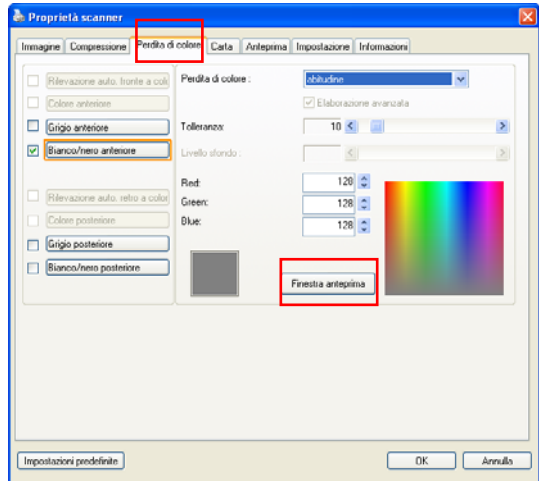 Proprietà scanner
Immagine Compressione Perdita di colore Carta Anteprima Impostazione Informazioni
Rilevazione auto. fronte a colo
Colore anteriore
Grigio anteriore
Bianco/nero anteriore
Rilevazione auto. retro a color
Colore posteriore
Grigio posteriore
Bianco/nero posteriore
Perdita di colore :
abitudine
Elaborazione avanzata
Tolleranza:
10
Livello sfondo :
Red:
128
Green:
128
Blue:
128
Finestra anteprima
Impostazioni predefinite
OK
Annulla